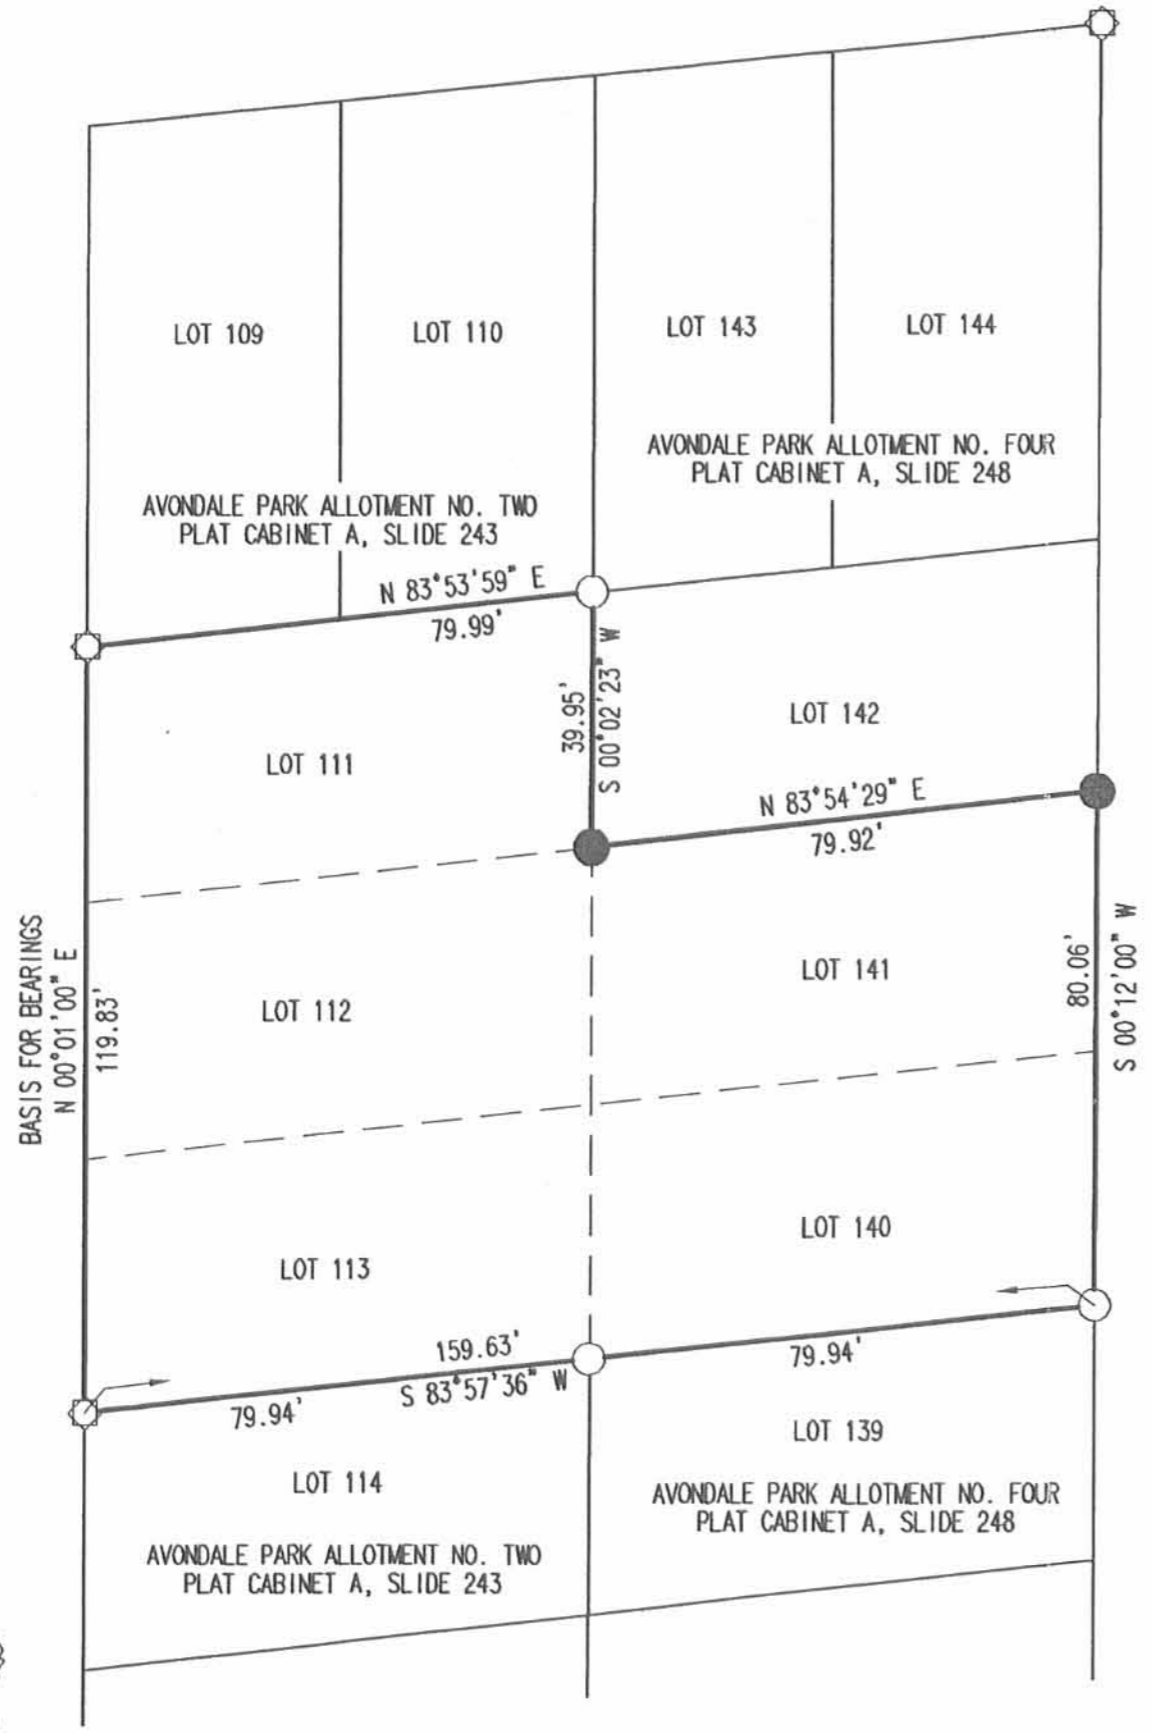 LOT 109
LOT 110
LOT 143
LOT 144
AVONDALE PARK ALLOTMENT NO. FOUR
PLAT CABINET A, SLIDE 248
AVONDALE PARK ALLOTMENT NO. TWO
PLAT CABINET A, SLIDE 243
N 83°53'59" E
79.99'
39.95'
S 00°02'23" W
LOT 111
LOT 142
N 83°54'29" E
79.92'
BASIS FOR BEARINGS
N 00°01'00" E
119.83'
LOT 112
LOT 141
80.06'
S 00°12'00" W
LOT 113
LOT 140
159.63'
S 83°57'36" W
79.94'
79.94'
LOT 114
LOT 139
AVONDALE PARK ALLOTMENT NO. FOUR
PLAT CABINET A, SLIDE 248
AVONDALE PARK ALLOTMENT NO. TWO
PLAT CABINET A, SLIDE 243